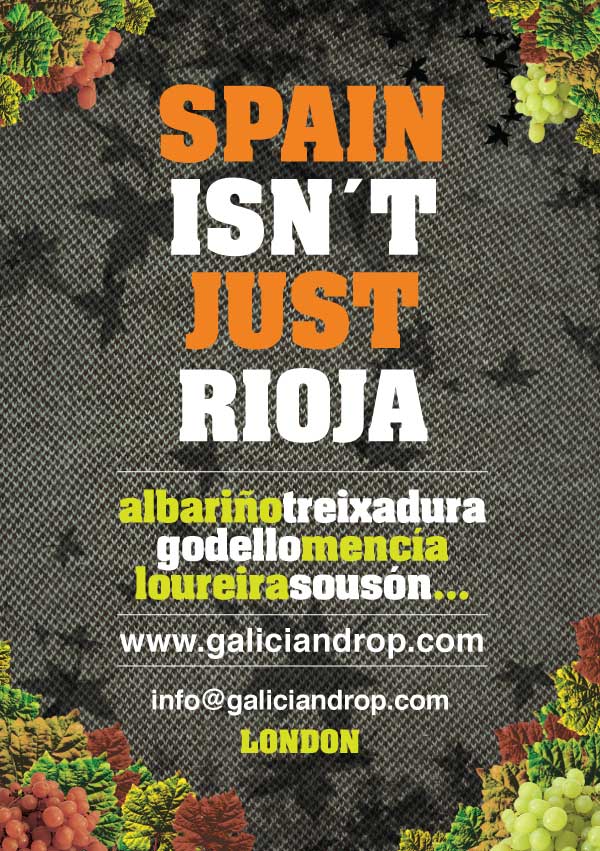 SPAIN
ISN´T
JUST
RIOJA
albariñotreixadura
godellomencía
loureirasousón...
www.galiciandrop.com
info@galiciandrop.com
LONDON